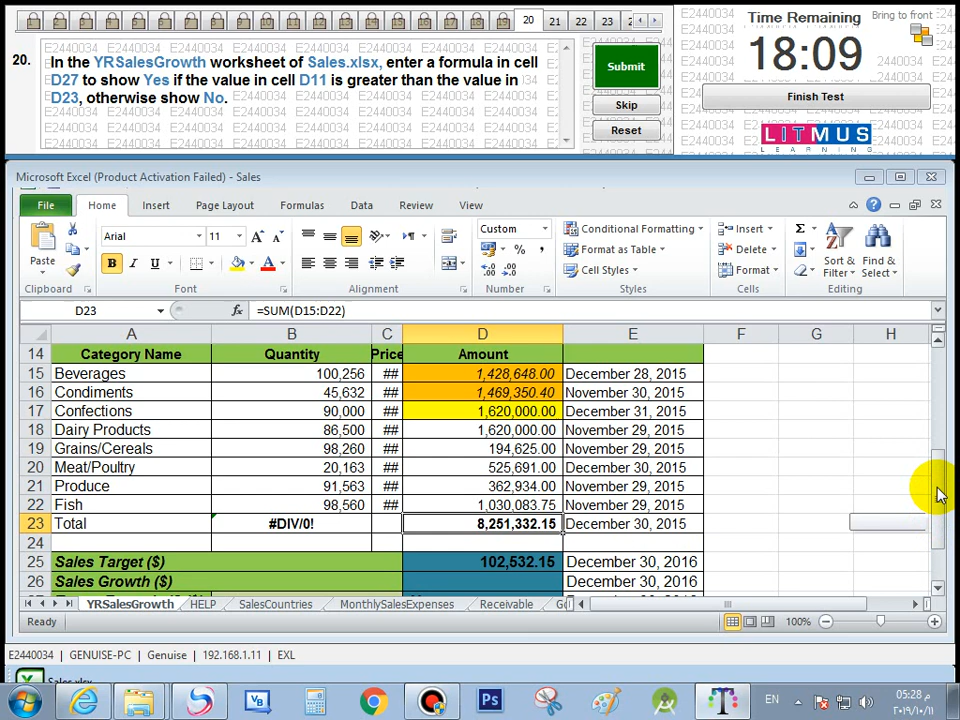 20 21 22 23
20.
In the YRSalesGrowth worksheet of Sales.xlsx, enter a formula in cell
D27 to show Yes if the value in cell D11 is greater than the value in
D23, otherwise show No.
Submit
Skip
Reset
Time Remaining
Bring to front
18:09
Finish Test
LITMUS
LEARNING
Microsoft Excel (Product Activation Failed) - Sales
File Home Insert Page Layout Formulas Data Review View
Paste
Clipboard
Arial 11
B I U
Font
Alignment
Custom
Number
Conditional Formatting
Format as Table
Cell Styles
Styles
Insert
Delete
Format
Cells
Sort & Filter
Find & Select
Editing
D23 fx =SUM(D15:D22)
A B C D E F G H
14 Category Name Quantity Price Amount
15 Beverages 100,256 ## 1,428,648.00 December 28, 2015
16 Condiments 45,632 ## 1,469,350.40 November 30, 2015
17 Confections 90,000 ## 1,620,000.00 December 31, 2015
18 Dairy Products 86,500 ## 1,620,000.00 November 29, 2015
19 Grains/Cereals 98,260 ## 194,625.00 November 29, 2015
20 Meat/Poultry 20,163 ## 525,691.00 December 30, 2015
21 Produce 91,563 ## 362,934.00 November 29, 2015
22 Fish 98,560 ## 1,030,083.75 November 29, 2015
23 Total #DIV/0! 8,251,332.15 December 30, 2015
24
25 Sales Target ($) 102,532.15 December 30, 2016
26 Sales Growth ($) December 30, 2016
YRSalesGrowth HELP SalesCountries MonthlySalesExpenses Receivable
Ready
100%
E2440034 | GENUISE-PC | Genuise | 192.168.1.11 | EXL
Sales.xlsx
EN
05:28 م
٢٠١٩/١٠/١١